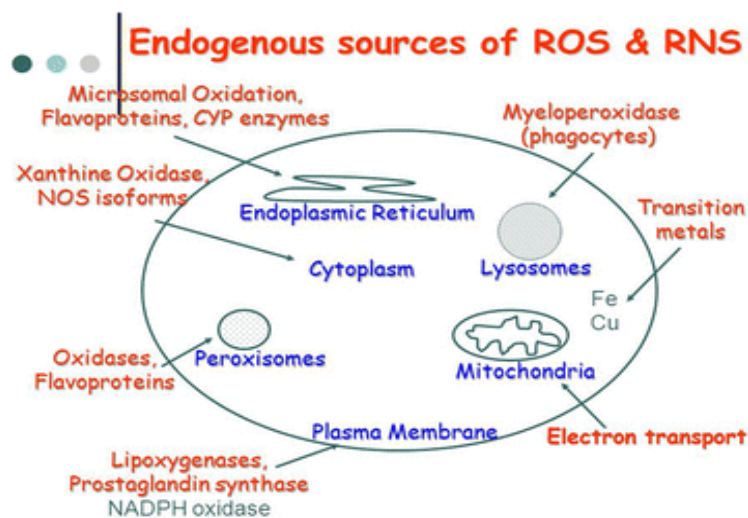 Endogenous sources of ROS & RNS
Microsomal Oxidation,
Flavoproteins, CYP enzymes
Myeloperoxidase
(phagocytes)
Xanthine Oxidase,
NOS isoforms
Endoplasmic Reticulum
Transition
metals
Cytoplasm
Lysosomes
Fe
Cu
Oxidases,
Flavoproteins
Peroxisomes
Mitochondria
Plasma Membrane
Electron transport
Lipoxygenases,
Prostaglandin synthase
NADPH oxidase